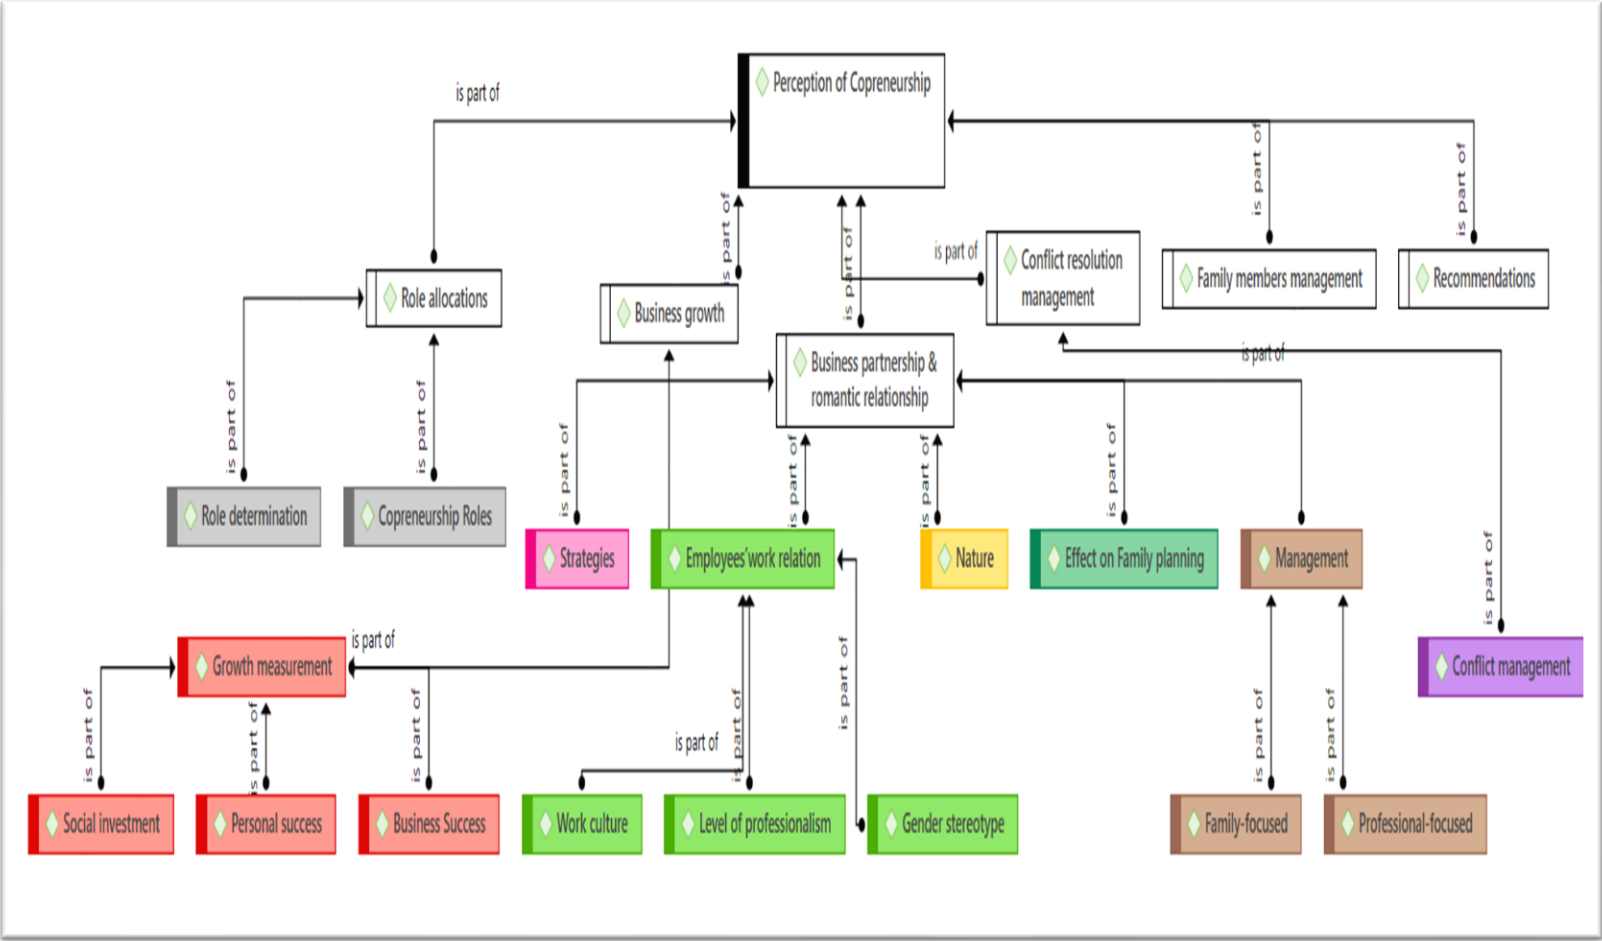 Perception of Copreneurship
is part of
is part of
is part of
is part of
is part of
is part of
is part of
Conflict resolution
management
Family members management
Recommendations
Role allocations
Business growth
Business partnership &
romantic relationship
is part of
is part of
is part of
is part of
is part of
is part of
is part of
Role determination
Copreneurship Roles
Strategies
Employees'work relation
Nature
Effect on Family planning
Management
is part of
Growth measurement
is part of
Conflict management
is part of
is part of
is part of
is part of
is part of
is part of
is part of
is part of
Social investment
Personal success
Business Success
Work culture
Level of professionalism
Gender stereotype
Family-focused
Professional-focused